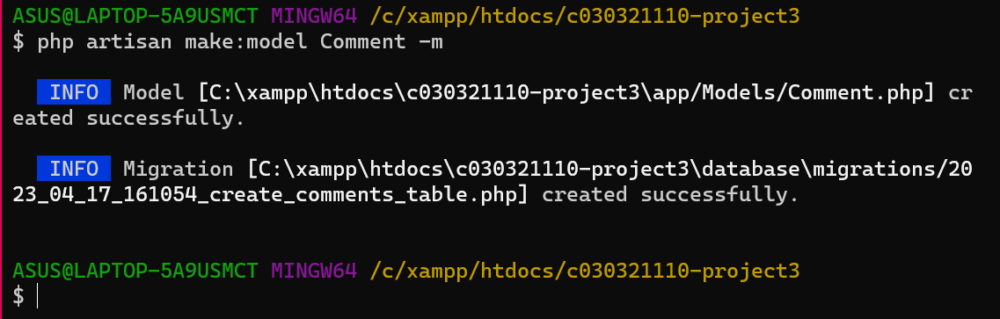 ASUS@LAPTOP-5A9USMCT MINGW64 /c/xampp/htdocs/c030321110-project3
$ php artisan make:model Comment -m
INFO Model [C:\xampp\htdocs\c030321110-project3\app/Models/Comment.php] cr
eated successfully.
INFO Migration [C:\xampp\htdocs\c030321110-project3\database\migrations/20
23_04_17_161054_create_comments_table.php] created successfully.
ASUS@LAPTOP-5A9USMCT MINGW64 /c/xampp/htdocs/c030321110-project3
$